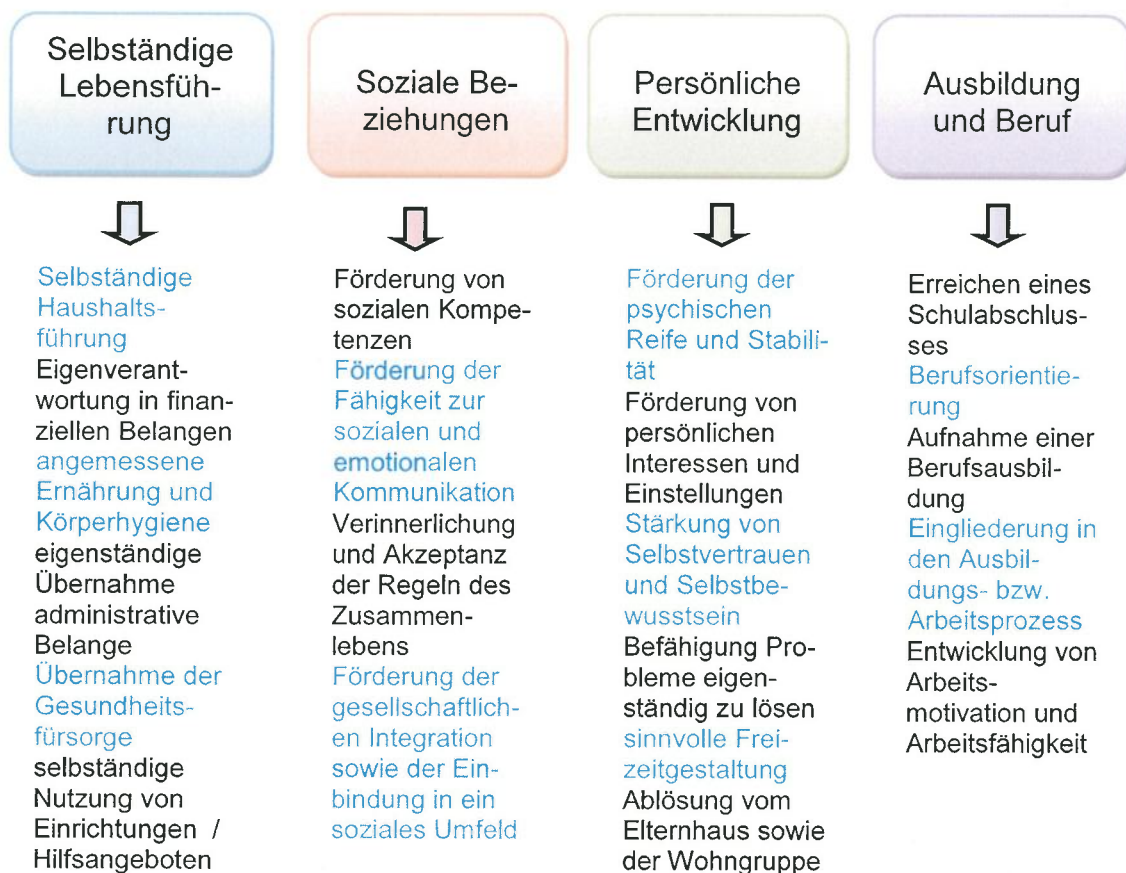 Selbständige
Lebensfüh-
rung
Soziale Be-
ziehungen
Persönliche
Entwicklung
Ausbildung
und Beruf
Selbständige
Haushalts-
führung
Eigenverant-
wortung in finan-
ziellen Belangen
angemessene
Ernährung und
Körperhygiene
eigenständige
Übernahme
administrative
Belange
Übernahme der
Gesundheits-
fürsorge
selbständige
Nutzung von
Einrichtungen /
Hilfsangeboten
Förderung von
sozialen Kompe-
tenzen
Förderung der
Fähigkeit zur
sozialen und
emotionalen
Kommunikation
Verinnerlichung
und Akzeptanz
der Regeln des
Zusammen-
lebens
Förderung der
gesellschaftlich-
en Integration
sowie der Ein-
bindung in ein
soziales Umfeld
Förderung der
psychischen
Reife und Stabili-
tät
Förderung von
persönlichen
Interessen und
Einstellungen
Stärkung von
Selbstvertrauen
und Selbstbe-
wusstsein
Befähigung Pro-
bleme eigen-
ständig zu lösen
sinnvolle Frei-
zeitgestaltung
Ablösung vom
Elternhaus sowie
der Wohngruppe
Erreichen eines
Schulabschlus-
ses
Berufsorientie-
rung
Aufnahme einer
Berufsausbil-
dung
Eingliederung in
den Ausbil-
dungs- bzw.
Arbeitsprozess
Entwicklung von
Arbeits-
motivation und
Arbeitsfähigkeit